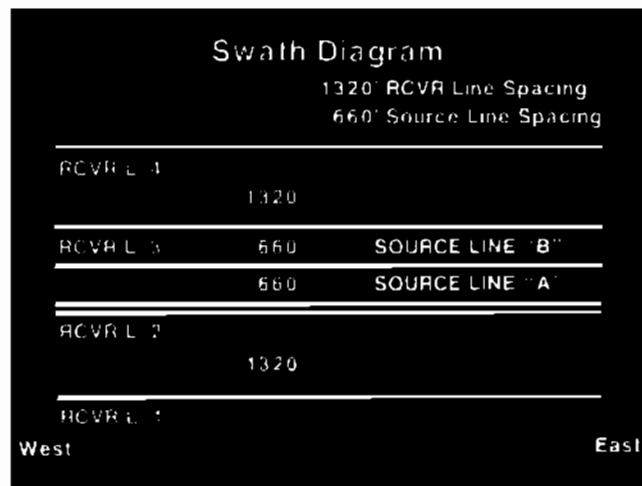 Swath Diagram
1320' RCVR Line Spacing
660' Source Line Spacing
RCVR L 4
1320
RCVR L 3 660 SOURCE LINE "B"
660 SOURCE LINE "A"
RCVR L 2
1320
RCVR L 1
West East